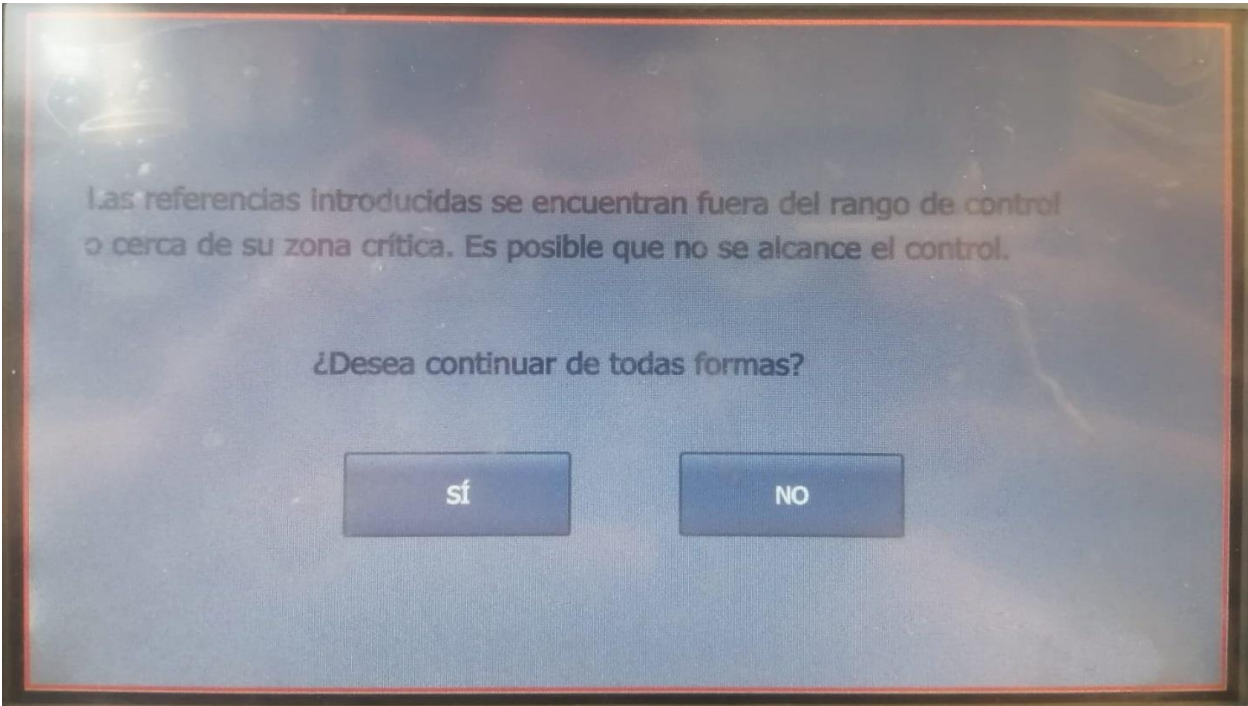 Las referencias introducidas se encuentran fuera del rango de control
o cerca de su zona crítica. Es posible que no se alcance el control.
¿Desea continuar de todas formas?
SÍ
NO